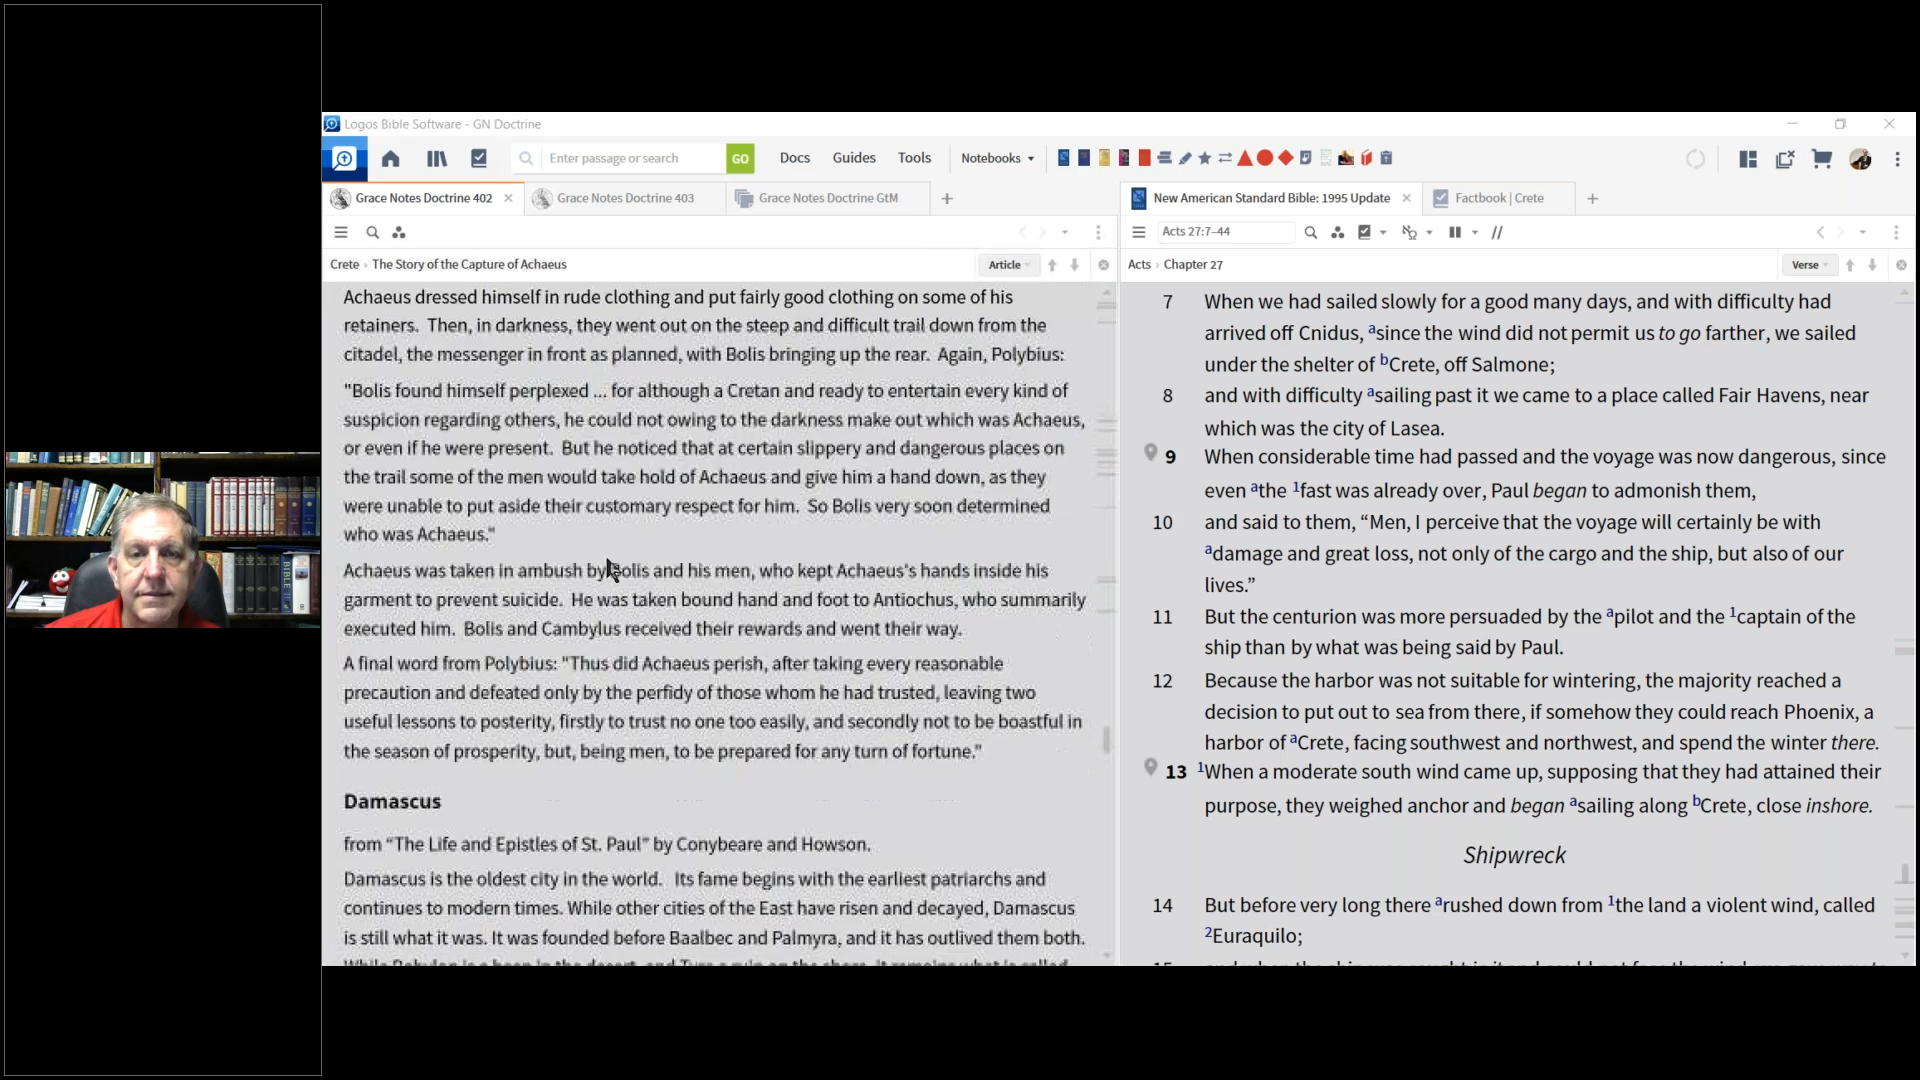 Logos Bible Software - GN Doctrine
Enter passage or search
GO
Docs
Guides
Tools
Notebooks
Grace Notes Doctrine 402
Grace Notes Doctrine 403
Grace Notes Doctrine GtM
Crete › The Story of the Capture of Achaeus
Article
Achaeus dressed himself in rude clothing and put fairly good clothing on some of his
retainers. Then, in darkness, they went out on the steep and difficult trail down from the
citadel, the messenger in front as planned, with Bolis bringing up the rear. Again, Polybius:
"Bolis found himself perplexed ... for although a Cretan and ready to entertain every kind of
suspicion regarding others, he could not owing to the darkness make out which was Achaeus,
or even if he were present. But he noticed that at certain slippery and dangerous places on
the trail some of the men would take hold of Achaeus and give him a hand down, as they
were unable to put aside their customary respect for him. So Bolis very soon determined
who was Achaeus."
Achaeus was taken in ambush by Bolis and his men, who kept Achaeus's hands inside his
garment to prevent suicide. He was taken bound hand and foot to Antiochus, who summarily
executed him. Bolis and Cambylus received their rewards and went their way.
A final word from Polybius: "Thus did Achaeus perish, after taking every reasonable
precaution and defeated only by the perfidy of those whom he had trusted, leaving two
useful lessons to posterity, firstly to trust no one too easily, and secondly not to be boastful in
the season of prosperity, but, being men, to be prepared for any turn of fortune."
Damascus
from “The Life and Epistles of St. Paul” by Conybeare and Howson.
Damascus is the oldest city in the world. Its fame begins with the earliest patriarchs and
continues to modern times. While other cities of the East have risen and decayed, Damascus
is still what it was. It was founded before Baalbec and Palmyra, and it has outlived them both.
New American Standard Bible: 1995 Update
Factbook | Crete
Acts 27:7–44
Acts › Chapter 27
Verse
7 When we had sailed slowly for a good many days, and with difficulty had
arrived off Cnidus, asince the wind did not permit us to go farther, we sailed
under the shelter of bCrete, off Salmone;
8 and with difficulty asailing past it we came to a place called Fair Havens, near
which was the city of Lasea.
9 When considerable time had passed and the voyage was now dangerous, since
even athe 1fast was already over, Paul began to admonish them,
10 and said to them, “Men, I perceive that the voyage will certainly be with
adamage and great loss, not only of the cargo and the ship, but also of our
lives.”
11 But the centurion was more persuaded by the apilot and the 1captain of the
ship than by what was being said by Paul.
12 Because the harbor was not suitable for wintering, the majority reached a
decision to put out to sea from there, if somehow they could reach Phoenix, a
harbor of aCrete, facing southwest and northwest, and spend the winter there.
13 1When a moderate south wind came up, supposing that they had attained their
purpose, they weighed anchor and began asailing along bCrete, close inshore.
Shipwreck
14 But before very long there arushed down from 1the land a violent wind, called
2Euraquilo;
BIBLE